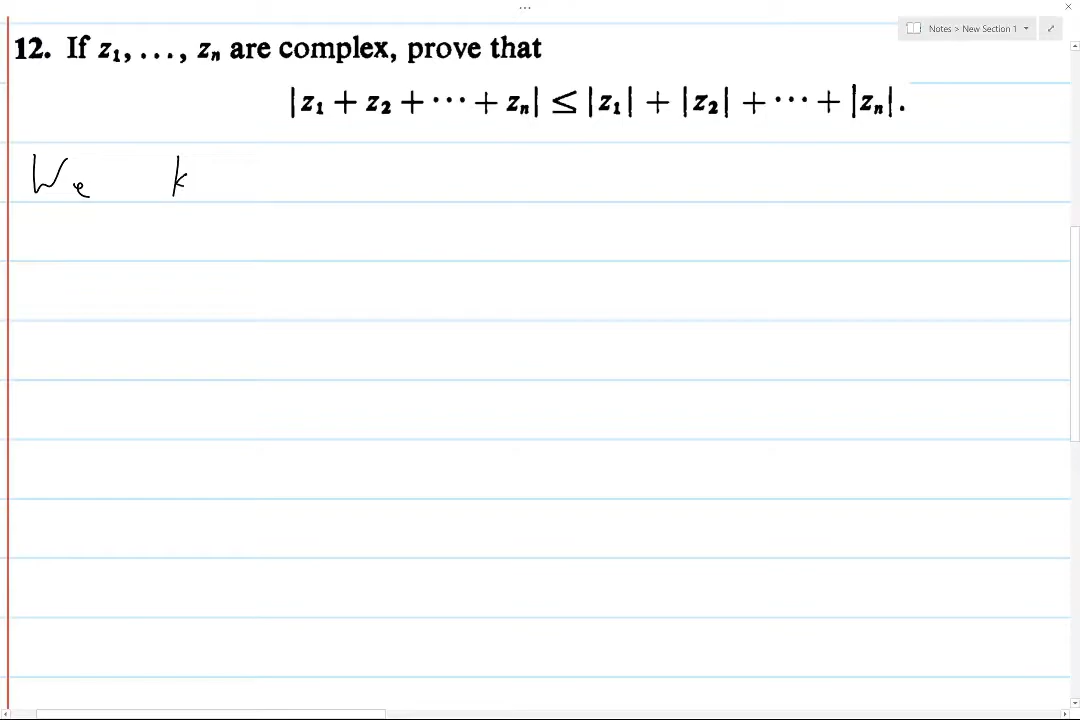 ...
Notes > New Section 1
12. If z₁, . . . , zₙ are complex, prove that
|z₁ + z₂ + ··· + zₙ| ≤ |z₁| + |z₂| + ··· + |zₙ|.
We k